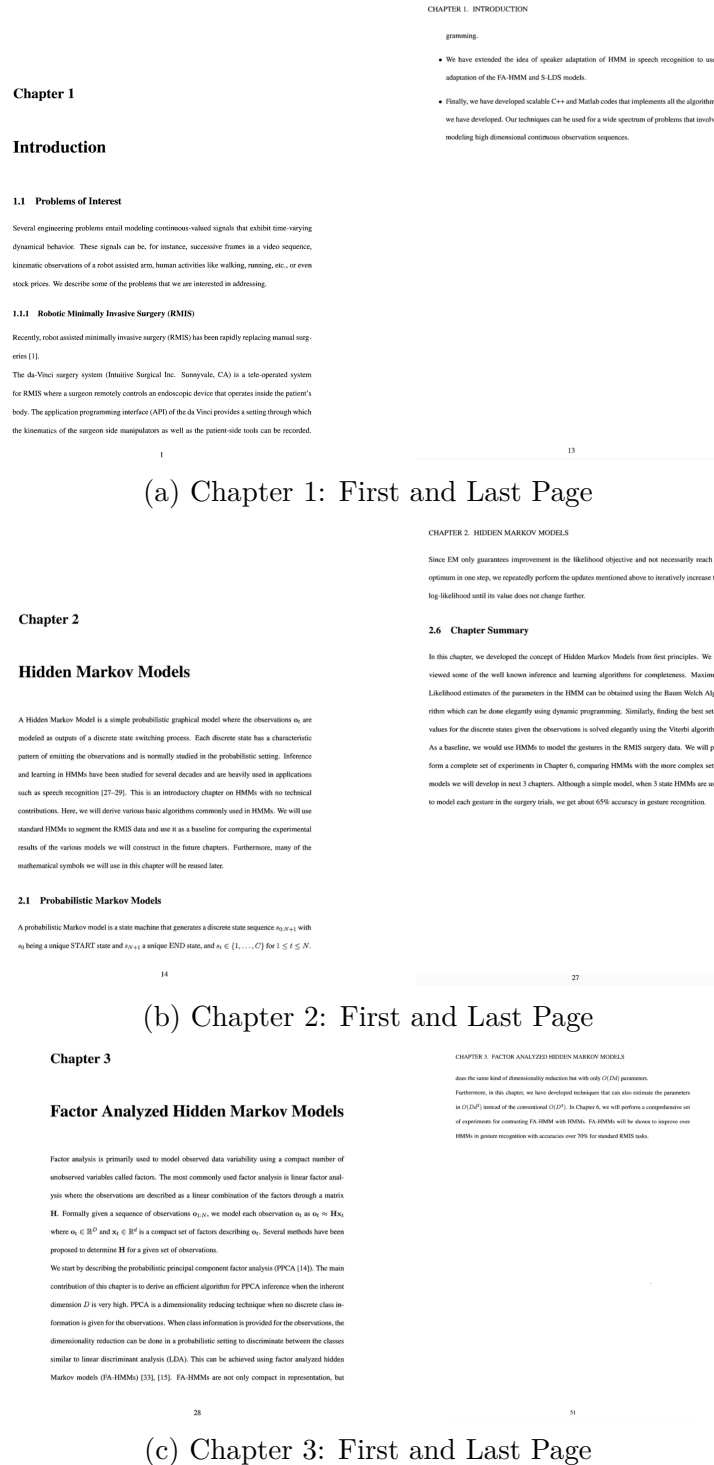 Chapter 1
Introduction
1.1 Problems of Interest
Several engineering problems entail modeling continuous-valued signals that exhibit time-varying
dynamical behavior. These signals can be, for instance, successive frames in a video sequence,
kinematic observations of a robot assisted arm, human activities like walking, running, etc., or even
stock prices. We describe some of the problems that we are interested in addressing.
1.1.1 Robotic Minimally Invasive Surgery (RMIS)
Recently, robot assisted minimally invasive surgery (RMIS) has been rapidly replacing manual surg-
eries [1].
The da-Vinci surgery system (Intuitive Surgical Inc. Sunnyvale, CA) is a tele-operated system
for RMIS where a surgeon remotely controls an endoscopic device that operates inside the patient's
body. The application programming interface (API) of the da Vinci provides a setting through which
the kinematics of the surgeon side manipulators as well as the patient-side tools can be recorded.
1
CHAPTER 1. INTRODUCTION
gramming.
• We have extended the idea of speaker adaptation of HMM in speech recognition to use
adaptation of the FA-HMM and S-LDS models.
• Finally, we have developed scalable C++ and Matlab codes that implements all the algorithm
we have developed. Our techniques can be used for a wide spectrum of problems that involv
modeling high dimensional continuous observation sequences.
13
(a) Chapter 1: First and Last Page
Chapter 2
Hidden Markov Models
A Hidden Markov Model is a simple probabilistic graphical model where the observations oₜ are
modeled as outputs of a discrete state switching process. Each discrete state has a characteristic
pattern of emitting the observations and is normally studied in the probabilistic setting. Inference
and learning in HMMs have been studied for several decades and are heavily used in applications
such as speech recognition [27–29]. This is an introductory chapter on HMMs with no technical
contributions. Here, we will derive various basic algorithms commonly used in HMMs. We will use
standard HMMs to segment the RMIS data and use it as a baseline for comparing the experimental
results of the various models we will construct in the future chapters. Furthermore, many of the
mathematical symbols we will use in this chapter will be reused later.
2.1 Probabilistic Markov Models
A probabilistic Markov model is a state machine that generates a discrete state sequence s₀:N+1 with
s₀ being a unique START state and sN+1 a unique END state, and sₜ ∈ {1, . . . , C} for 1 ≤ t ≤ N.
14
CHAPTER 2. HIDDEN MARKOV MODELS
Since EM only guarantees improvement in the likelihood objective and not necessarily reach
optimum in one step, we repeatedly perform the updates mentioned above to iteratively increase t
log-likelihood until its value does not change further.
2.6 Chapter Summary
In this chapter, we developed the concept of Hidden Markov Models from first principles. We
viewed some of the well known inference and learning algorithms for completeness. Maxim
Likelihood estimates of the parameters in the HMM can be obtained using the Baum Welch Alg
rithm which can be done elegantly using dynamic programming. Similarly, finding the best set
values for the discrete states given the observations is solved elegantly using the Viterbi algorith
As a baseline, we would use HMMs to model the gestures in the RMIS surgery data. We will p
form a complete set of experiments in Chapter 6, comparing HMMs with the more complex set
models we will develop in next 3 chapters. Although a simple model, when 3 state HMMs are u
to model each gesture in the surgery trials, we get about 65% accuracy in gesture recognition.
27
(b) Chapter 2: First and Last Page
Chapter 3
Factor Analyzed Hidden Markov Models
Factor analysis is primarily used to model observed data variability using a compact number of
unobserved variables called factors. The most commonly used factor analysis is linear factor anal-
ysis where the observations are described as a linear combination of the factors through a matrix
H. Formally given a sequence of observations o₁:N, we model each observation oₜ as oₜ ≈ Hxₜ
where oₜ ∈ ℝᴰ and xₜ ∈ ℝᵈ is a compact set of factors describing oₜ. Several methods have been
proposed to determine H for a given set of observations.
We start by describing the probabilistic principal component factor analysis (PPCA [14]). The main
contribution of this chapter is to derive an efficient algorithm for PPCA inference when the inherent
dimension D is very high. PPCA is a dimensionality reducing technique when no discrete class in-
formation is given for the observations. When class information is provided for the observations, the
dimensionality reduction can be done in a probabilistic setting to discriminate between the classes
similar to linear discriminant analysis (LDA). This can be achieved using factor analyzed hidden
Markov models (FA-HMMs) [33], [15]. FA-HMMs are not only compact in representation, but
28
CHAPTER 3. FACTOR ANALYZED HIDDEN MARKOV MODELS
does the same kind of dimensionality reduction but with only O(Dd) parameters.
Furthermore, in this chapter, we have developed techniques that can also estimate the parameters
in O(Dd²) instead of the conventional O(D³). In Chapter 6, we will perform a comprehensive set
of experiments for contrasting FA-HMM with HMMs. FA-HMMs will be shown to improve over
HMMs in gesture recognition with accuracies over 70% for standard RMIS tasks.
51
(c) Chapter 3: First and Last Page